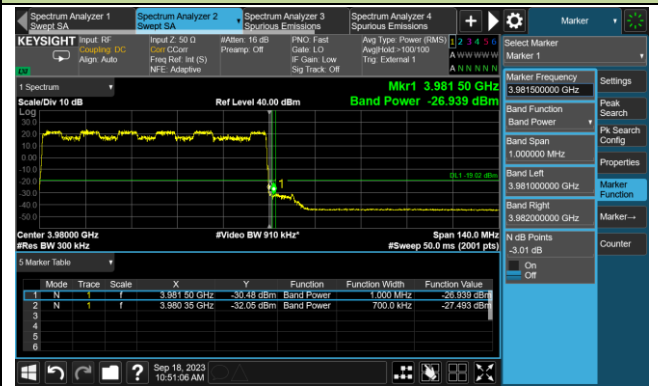 Spectrum Analyzer 1
Swept SA
Spectrum Analyzer 2
Swept SA
Spectrum Analyzer 3
Spurious Emissions
Spectrum Analyzer 4
Spurious Emissions
Marker
KEYSIGHT
Input: RF
Coupling: DC
Align: Auto
Input Z: 50 Ω
Corr CCorr
Freq Ref: Int (S)
NFE: Adaptive
#Atten: 16 dB
Preamp: Off
PNO: Fast
Gate: LO
IF Gain: Low
Sig Track: Off
Avg Type: Power (RMS)
Avg|Hold:>100/100
Trig: External 1
1 2 3 4 5 6
A W W W W W
A N N N N N
Select Marker
Marker 1
1 Spectrum
Scale/Div 10 dB
Log
Ref Level 40.00 dBm
Mkr1 3.981 50 GHz
Band Power -26.939 dBm
30.0
20.0
10.0
0.00
-10.0
-20.0
-30.0
-40.0
-50.0
1
DL1 -19.02 dBm
Center 3.98000 GHz
#Res BW 300 kHz
#Video BW 910 kHz*
Span 140.0 MHz
#Sweep 50.0 ms (2001 pts)
5 Marker Table
Mode Trace Scale X Y Function Function Width Function Value
1 N 1 f 3.981 50 GHz -30.48 dBm Band Power 1.000 MHz -26.939 dBm
2 N 1 f 3.980 35 GHz -32.05 dBm Band Power 700.0 kHz -27.493 dBm
3
4
5
6
Marker Frequency
3.981500000 GHz
Band Function
Band Power
Band Span
1.000000 MHz
Band Left
3.981000000 GHz
Band Right
3.982000000 GHz
N dB Points
-3.01 dB
On
Off
Settings
Peak
Search
Pk Search
Config
Properties
Marker
Function
Marker→
Counter
Sep 18, 2023
10:51:06 AM